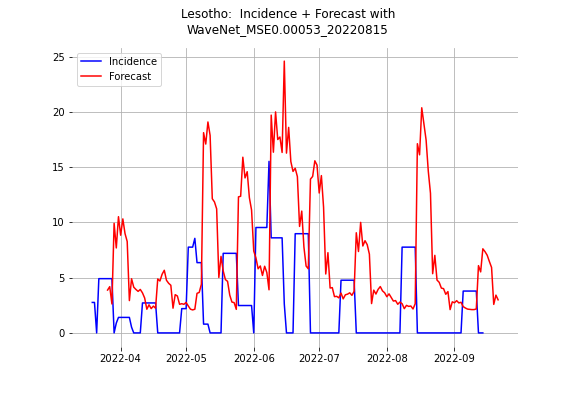 Lesotho:  Incidence + Forecast with
WaveNet_MSE0.00053_20220815
Incidence
Forecast
25
20
15
10
5
0
2022-04 2022-05 2022-06 2022-07 2022-08 2022-09